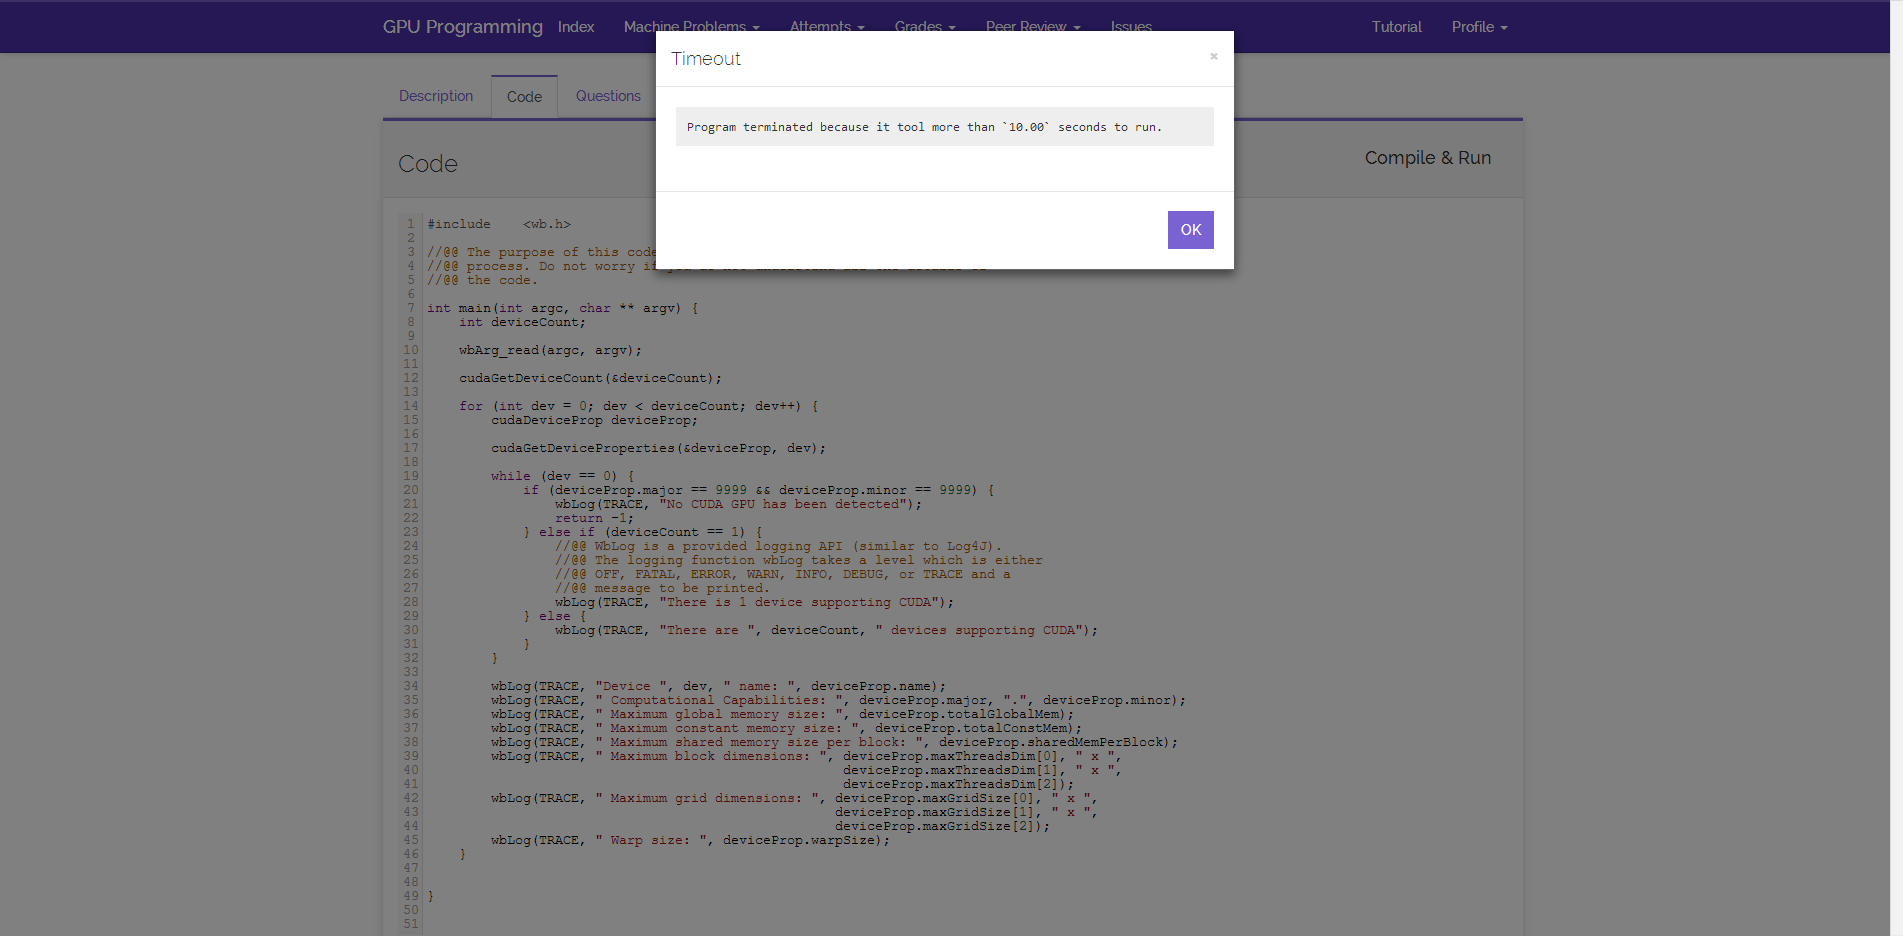 GPU Programming Index Machine Problems Attempts Grades Peer Review Issues Tutorial Profile
Timeout ×
Description Code Questions
Program terminated because it tool more than `10.00` seconds to run.
Code Compile & Run
OK
1 #include    <wb.h>
2
3 //@@ The purpose of this code
4 //@@ process. Do not worry if you do not understand all the details of
5 //@@ the code.
6
7 int main(int argc, char ** argv) {
8     int deviceCount;
9
10     wbArg_read(argc, argv);
11
12     cudaGetDeviceCount(&deviceCount);
13
14     for (int dev = 0; dev < deviceCount; dev++) {
15         cudaDeviceProp deviceProp;
16
17         cudaGetDeviceProperties(&deviceProp, dev);
18
19         while (dev == 0) {
20             if (deviceProp.major == 9999 && deviceProp.minor == 9999) {
21                 wbLog(TRACE, "No CUDA GPU has been detected");
22                 return -1;
23             } else if (deviceCount == 1) {
24                 //@@ WbLog is a provided logging API (similar to Log4J).
25                 //@@ The logging function wbLog takes a level which is either
26                 //@@ OFF, FATAL, ERROR, WARN, INFO, DEBUG, or TRACE and a
27                 //@@ message to be printed.
28                 wbLog(TRACE, "There is 1 device supporting CUDA");
29             } else {
30                 wbLog(TRACE, "There are ", deviceCount, " devices supporting CUDA");
31             }
32         }
33
34         wbLog(TRACE, "Device ", dev, " name: ", deviceProp.name);
35         wbLog(TRACE, " Computational Capabilities: ", deviceProp.major, ".", deviceProp.minor);
36         wbLog(TRACE, " Maximum global memory size: ", deviceProp.totalGlobalMem);
37         wbLog(TRACE, " Maximum constant memory size: ", deviceProp.totalConstMem);
38         wbLog(TRACE, " Maximum shared memory size per block: ", deviceProp.sharedMemPerBlock);
39         wbLog(TRACE, " Maximum block dimensions: ", deviceProp.maxThreadsDim[0], " x ",
40                                                     deviceProp.maxThreadsDim[1], " x ",
41                                                     deviceProp.maxThreadsDim[2]);
42         wbLog(TRACE, " Maximum grid dimensions: ", deviceProp.maxGridSize[0], " x ",
43                                                    deviceProp.maxGridSize[1], " x ",
44                                                    deviceProp.maxGridSize[2]);
45         wbLog(TRACE, " Warp size: ", deviceProp.warpSize);
46     }
47
48
49 }
50
51